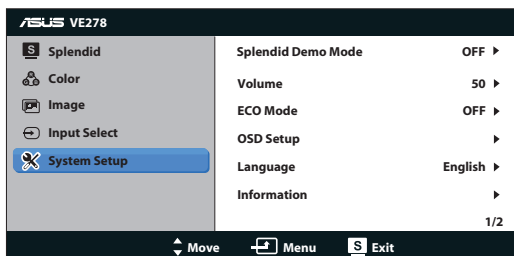 ASUS VE278
S Splendid
Color
Image
Input Select
System Setup
Splendid Demo Mode OFF
Volume 50
ECO Mode OFF
OSD Setup
Language English
Information
1/2
Move Menu S Exit